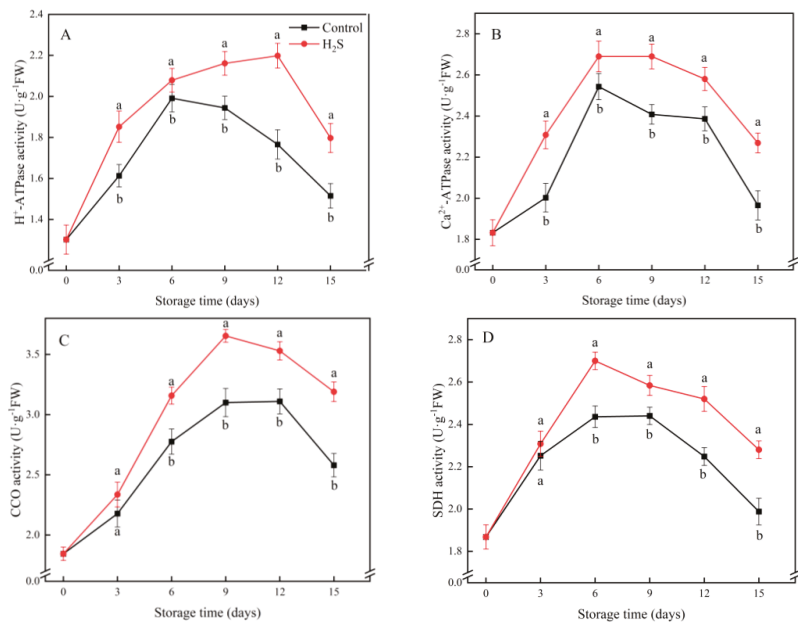 A
Control
H₂S
H⁺-ATPase activity (U·g⁻¹FW)
2.4
2.2
2.0
1.8
1.6
1.4
0.0
a a a a a
b b b b b
0 3 6 9 12 15
Storage time (days)
B
Ca²⁺-ATPase activity (U·g⁻¹FW)
2.8
2.6
2.4
2.2
2.0
1.8
0.0
a a a a a
b b b b b
0 3 6 9 12 15
Storage time (days)
C
CCO activity (U·g⁻¹FW)
3.5
3.0
2.5
2.0
0.0
a a a a a
a b b b b
0 3 6 9 12 15
Storage time (days)
D
SDH activity (U·g⁻¹FW)
2.8
2.6
2.4
2.2
2.0
1.8
0.0
a a a a a
a b b b b
0 3 6 9 12 15
Storage time (days)